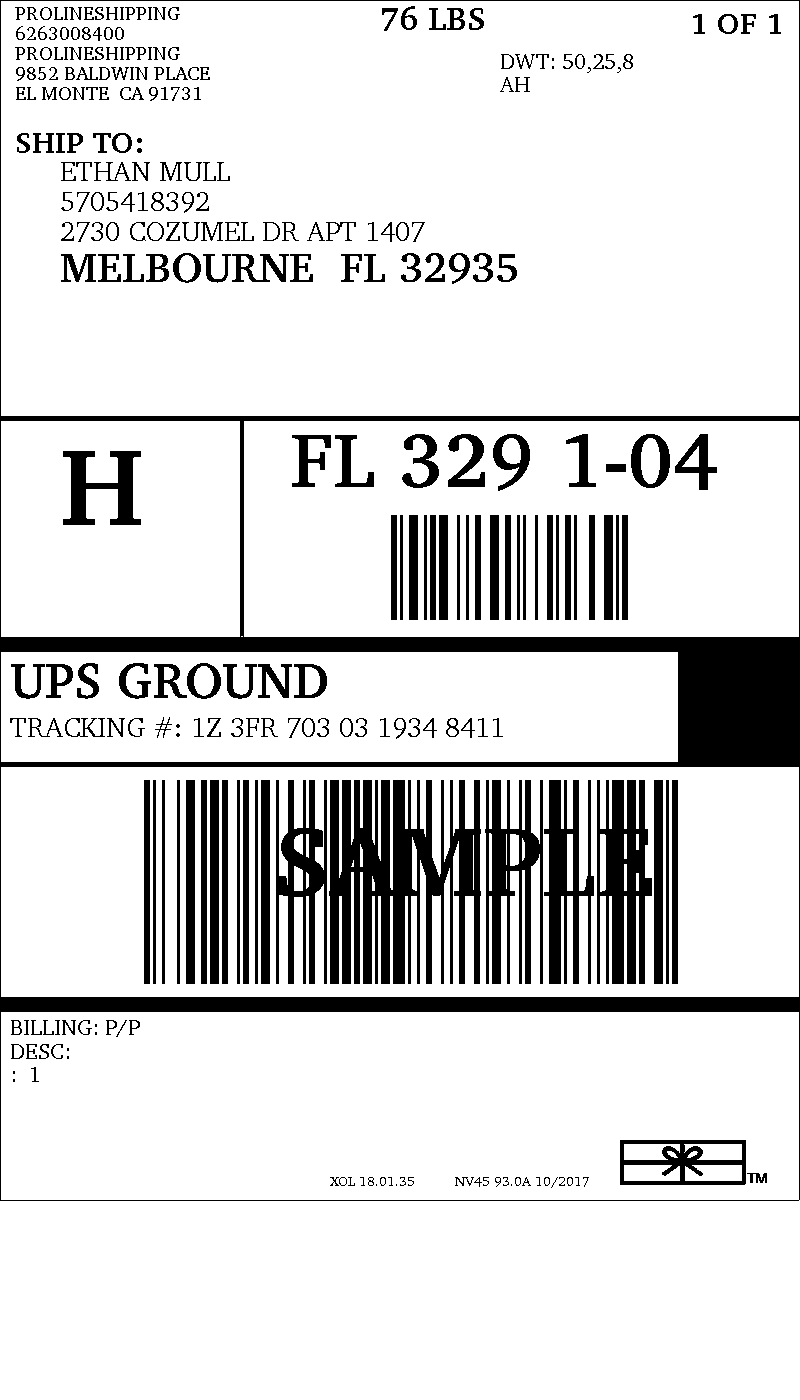 PROLINESHIPPING
6263008400
PROLINESHIPPING
9852 BALDWIN PLACE
EL MONTE CA 91731
76 LBS
1 OF 1
DWT: 50,25,8
AH
SHIP TO:
ETHAN MULL
5705418392
2730 COZUMEL DR APT 1407
MELBOURNE FL 32935
H
FL 329 1-04
UPS GROUND
TRACKING #: 1Z 3FR 703 03 1934 8411
SAMPLE
BILLING: P/P
DESC:
: 1
XOL 18.01.35 NV45 93.0A 10/2017
TM